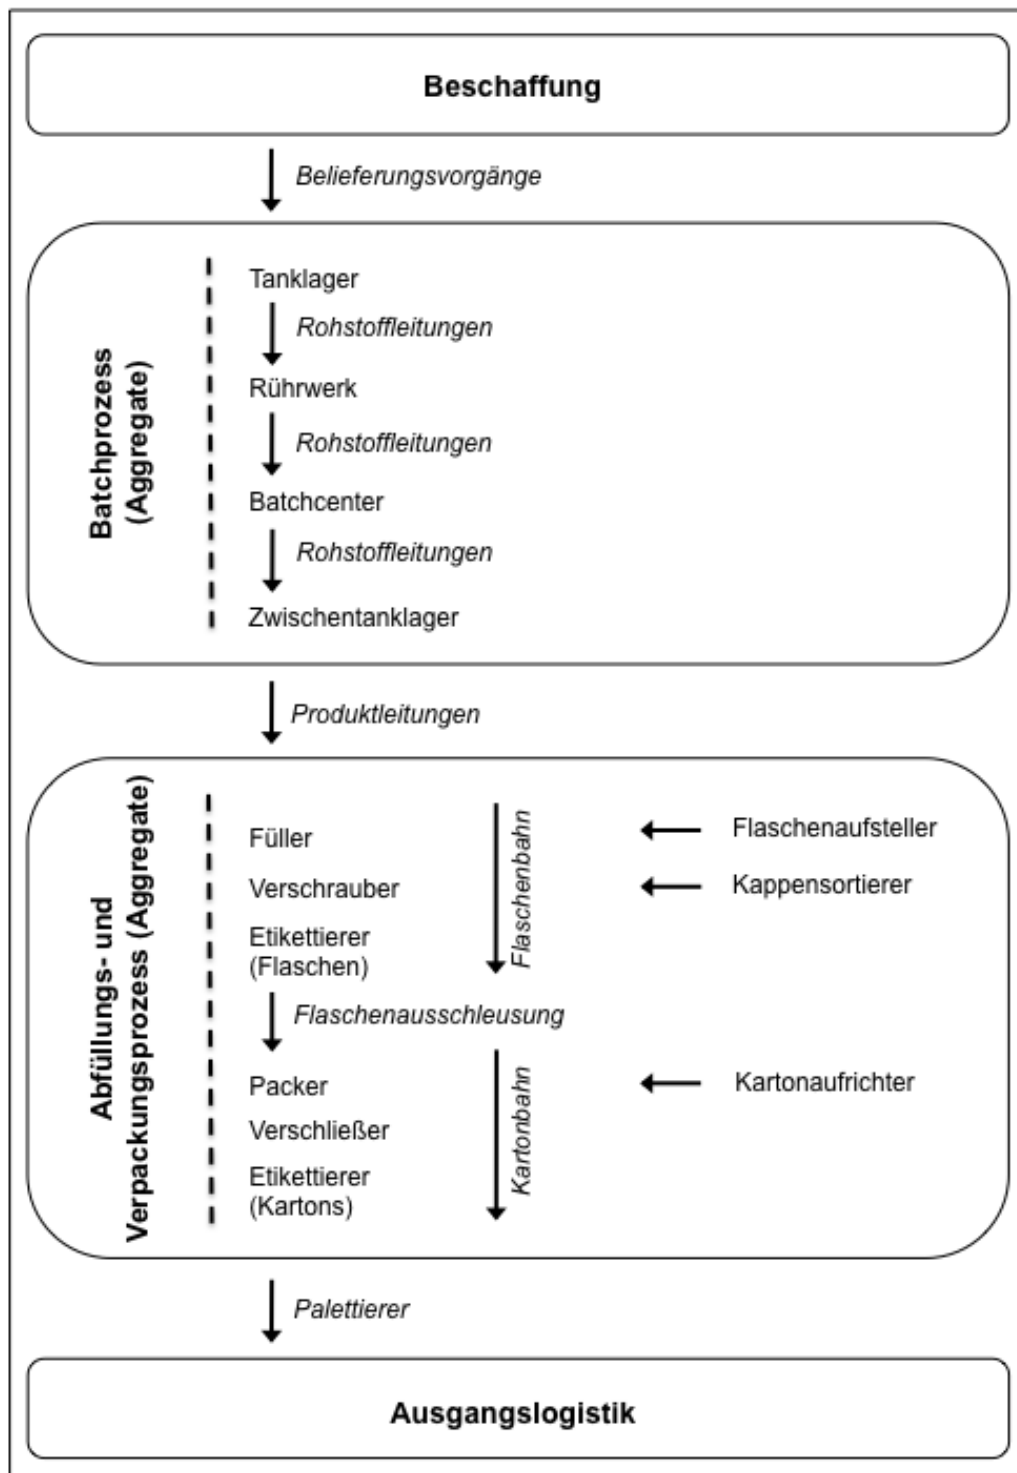 Beschaffung
Belieferungsvorgänge
Batchprozess
(Aggregate)
Tanklager
Rohstoffleitungen
Rührwerk
Rohstoffleitungen
Batchcenter
Rohstoffleitungen
Zwischentanklager
Produktleitungen
Abfüllungs- und
Verpackungsprozess (Aggregate)
Füller
Verschrauber
Etikettierer
(Flaschen)
Flaschenbahn
Flaschenaufsteller
Kappensortierer
Flaschenausschleusung
Packer
Verschließer
Etikettierer
(Kartons)
Kartonbahn
Kartonaufrichter
Palettierer
Ausgangslogistik